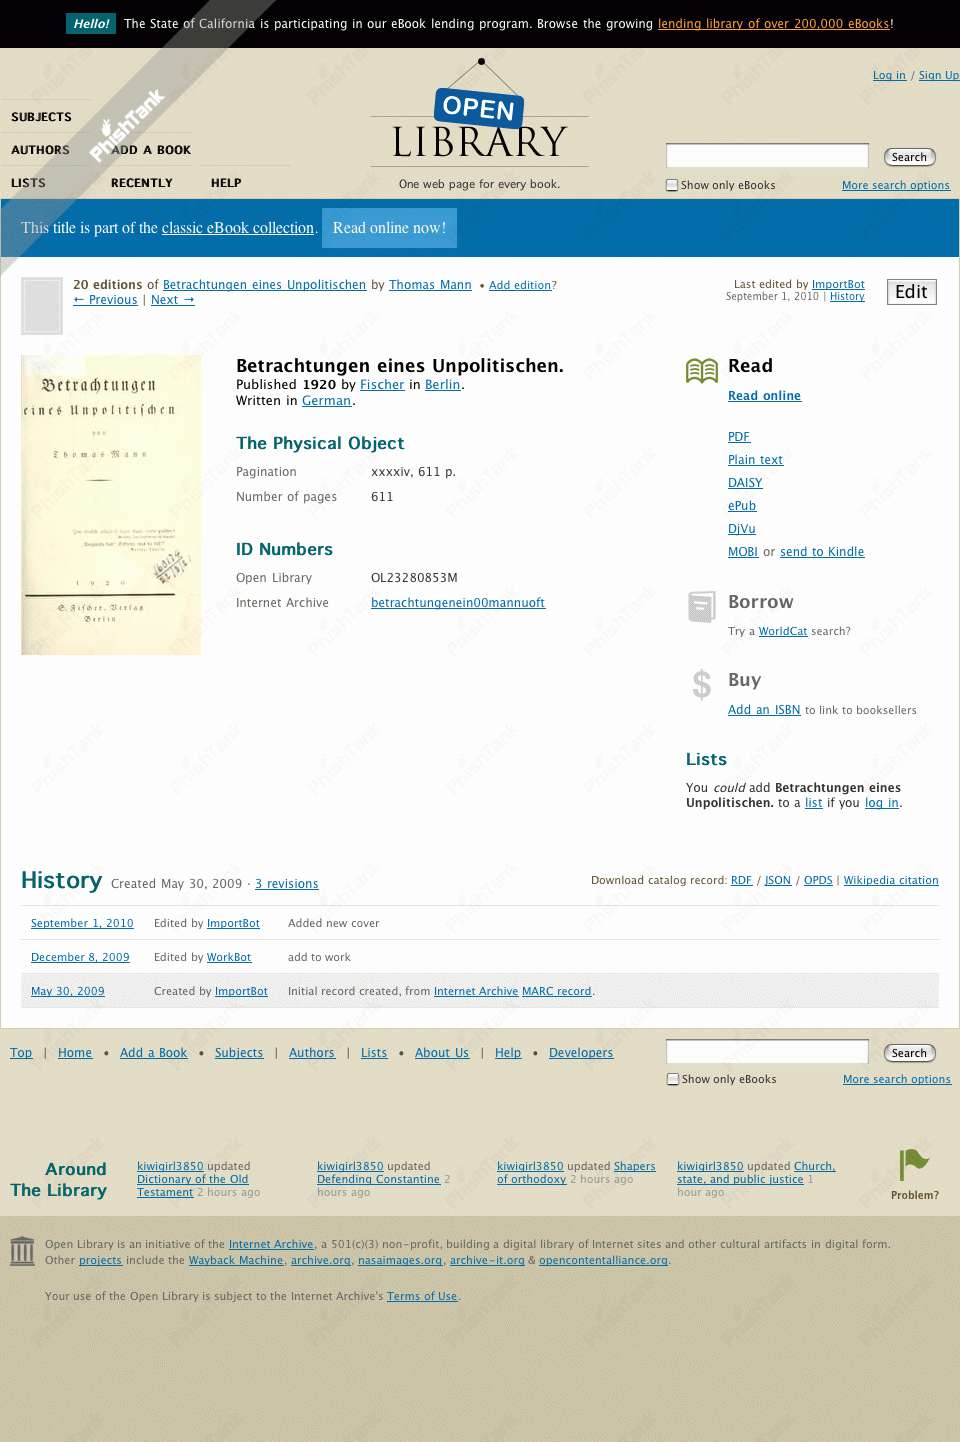 Hello! The State of California is participating in our eBook lending program. Browse the growing lending library of over 200,000 eBooks!
Log in / Sign Up
SUBJECTS
AUTHORS ADD A BOOK
LISTS RECENTLY HELP
PhishTank
OPEN
LIBRARY
One web page for every book.
Search
Show only eBooks More search options
This title is part of the classic eBook collection. Read online now!
20 editions of Betrachtungen eines Unpolitischen by Thomas Mann • Add edition?
← Previous | Next →
Last edited by ImportBot
September 1, 2010 | History
Edit
Betrachtungen
eines Unpolitischen
von
Thomas Mann
1920
S. Fischer, Verlag
Berlin
Betrachtungen eines Unpolitischen.
Published 1920 by Fischer in Berlin.
Written in German.
The Physical Object
Pagination xxxxiv, 611 p.
Number of pages 611
ID Numbers
Open Library OL23280853M
Internet Archive betrachtungenein00mannuoft
Read
Read online
PDF
Plain text
DAISY
ePub
DjVu
MOBI or send to Kindle
Borrow
Try a WorldCat search?
$ Buy
Add an ISBN to link to booksellers
Lists
You could add Betrachtungen eines
Unpolitischen. to a list if you log in.
History Created May 30, 2009 · 3 revisions
Download catalog record: RDF / JSON / OPDS | Wikipedia citation
September 1, 2010 Edited by ImportBot Added new cover
December 8, 2009 Edited by WorkBot add to work
May 30, 2009 Created by ImportBot Initial record created, from Internet Archive MARC record.
Top | Home • Add a Book • Subjects | Authors | Lists • About Us | Help • Developers
Search
Show only eBooks More search options
Around
The Library
kiwigirl3850 updated
Dictionary of the Old
Testament 2 hours ago
kiwigirl3850 updated
Defending Constantine 2
hours ago
kiwigirl3850 updated Shapers
of orthodoxy 2 hours ago
kiwigirl3850 updated Church,
state, and public justice 1
hour ago
Problem?
Open Library is an initiative of the Internet Archive, a 501(c)(3) non-profit, building a digital library of Internet sites and other cultural artifacts in digital form.
Other projects include the Wayback Machine, archive.org, nasaimages.org, archive-it.org & opencontentalliance.org.
Your use of the Open Library is subject to the Internet Archive's Terms of Use.